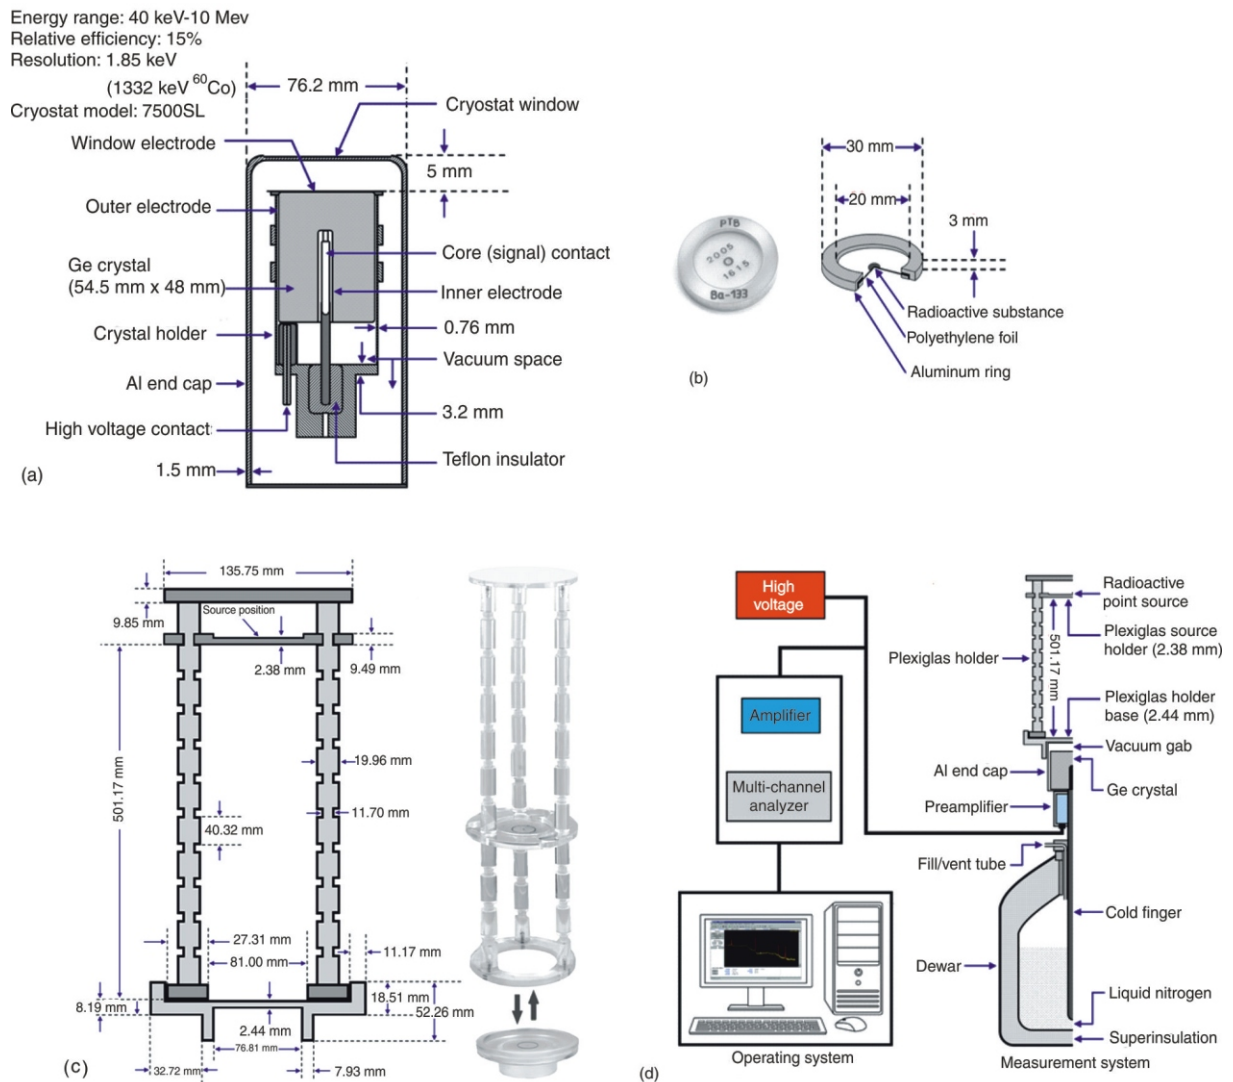 Energy range: 40 keV-10 Mev
Relative efficiency: 15%
Resolution: 1.85 keV
(1332 keV 60Co)
Cryostat model: 7500SL
76.2 mm
Cryostat window
Window electrode
5 mm
Outer electrode
Core (signal) contact
Ge crystal
(54.5 mm x 48 mm)
Inner electrode
Crystal holder
0.76 mm
Vacuum space
Al end cap
3.2 mm
High voltage contact
Teflon insulator
1.5 mm
(a)
30 mm
20 mm
3 mm
PTB
2005
1615
Ba-133
Radioactive substance
Polyethylene foil
Aluminum ring
(b)
135.75 mm
Source position
9.85 mm
2.38 mm
9.49 mm
501.17 mm
19.96 mm
11.70 mm
40.32 mm
27.31 mm
81.00 mm
11.17 mm
8.19 mm
18.51 mm
52.26 mm
2.44 mm
76.81 mm
32.72 mm
7.93 mm
(c)
High
voltage
Amplifier
Multi-channel
analyzer
Operating system
Radioactive
point source
Plexiglas source
holder (2.38 mm)
Plexiglas holder
501.17 mm
Plexiglas holder
base (2.44 mm)
Vacuum gab
Al end cap
Ge crystal
Preamplifier
Fill/vent tube
Cold finger
Dewar
Liquid nitrogen
Superinsulation
Measurement system
(d)